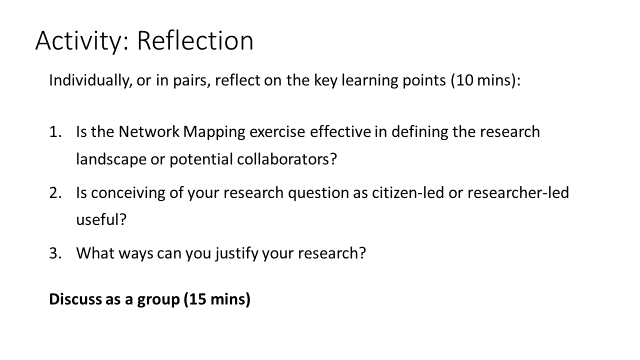 Activity: Reflection
Individually, or in pairs, reflect on the key learning points (10 mins):
1. Is the Network Mapping exercise effective in defining the research
landscape or potential collaborators?
2. Is conceiving of your research question as citizen-led or researcher-led
useful?
3. What ways can you justify your research?
Discuss as a group (15 mins)